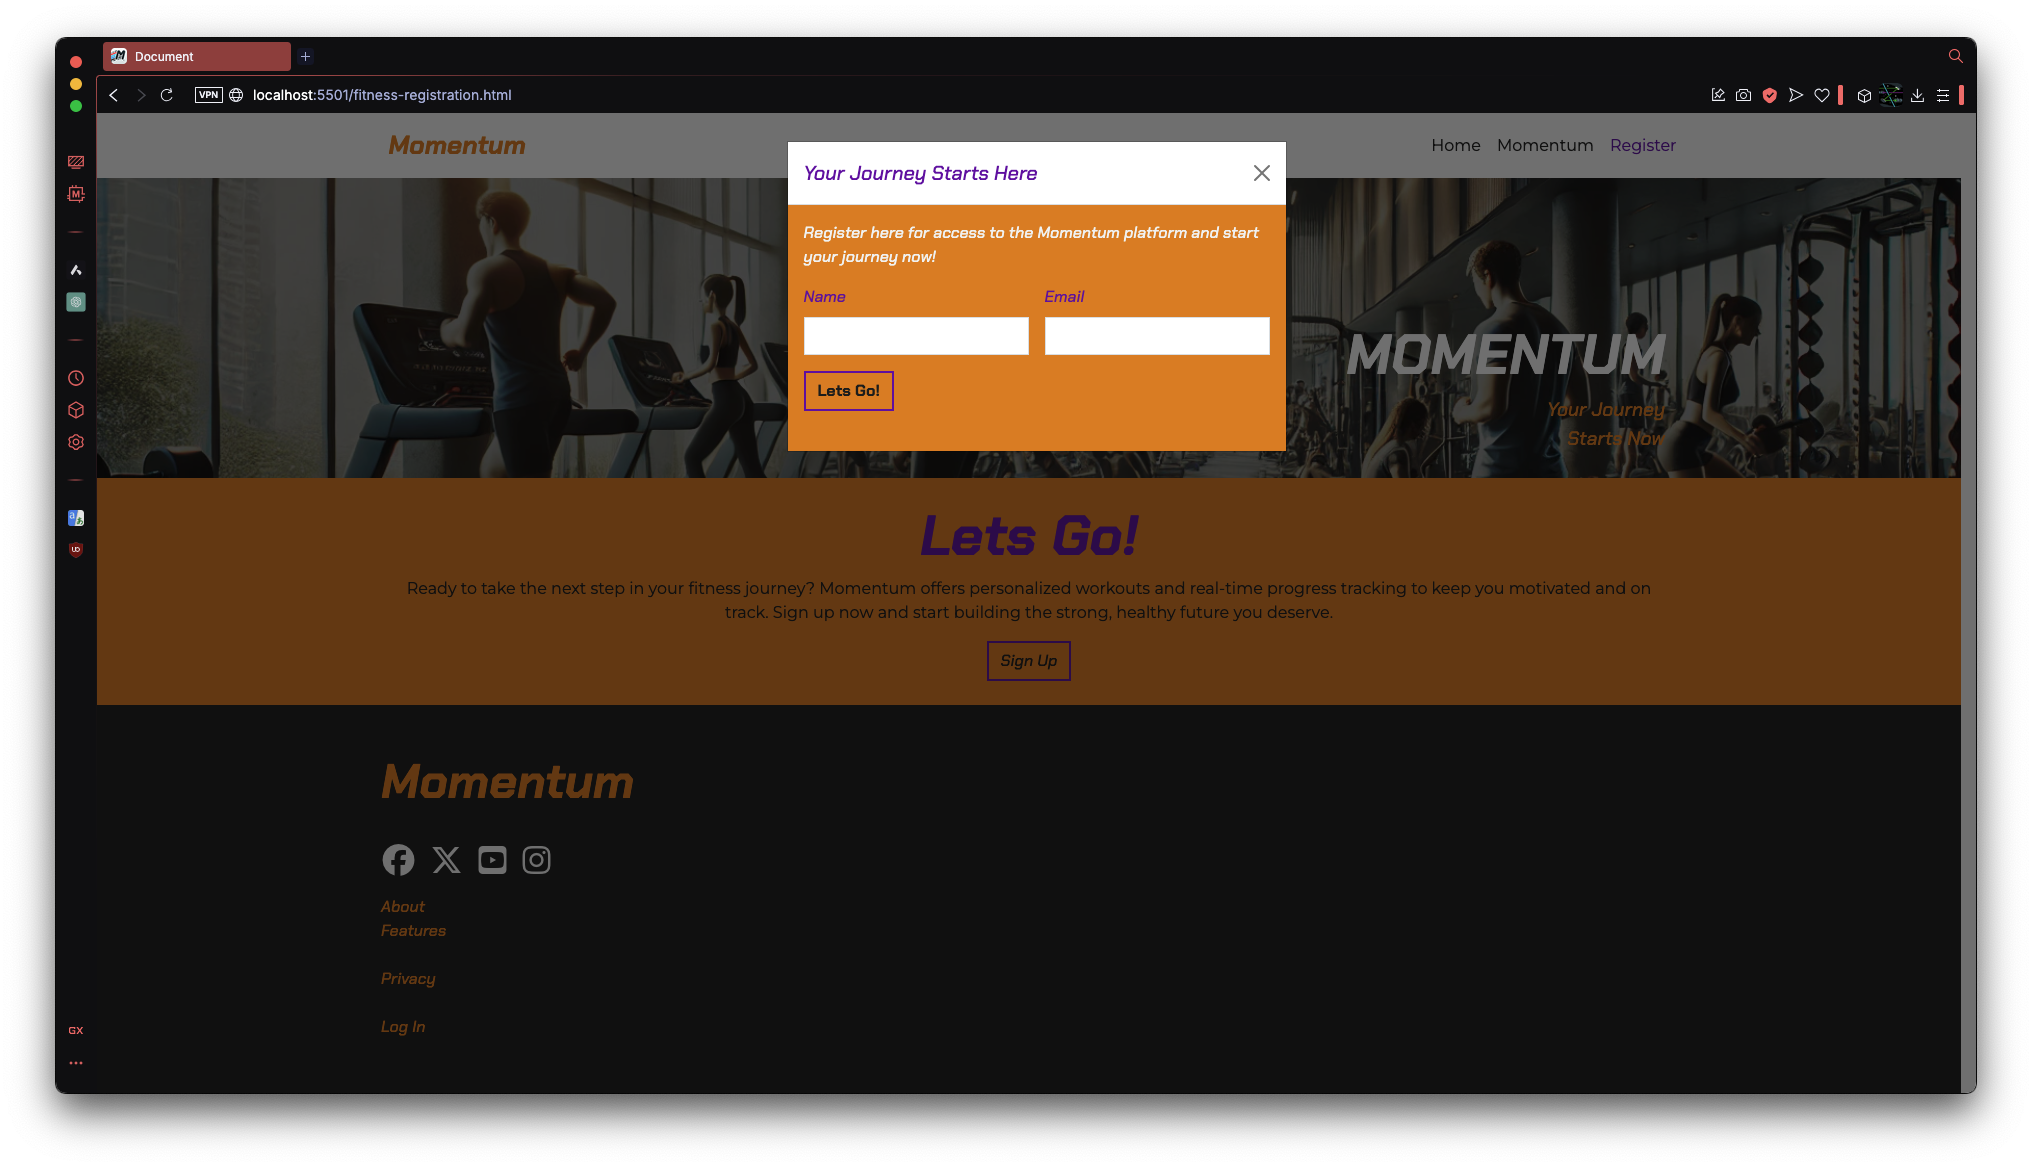 Document
VPN
localhost:5501/fitness-registration.html
Momentum
Home
Momentum
Register
Your Journey Starts Here
Register here for access to the Momentum platform and start
your journey now!
Name
Email
Lets Go!
MOMENTUM
Your Journey
Starts Now
Lets Go!
Ready to take the next step in your fitness journey? Momentum offers personalized workouts and real-time progress tracking to keep you motivated and on
track. Sign up now and start building the strong, healthy future you deserve.
Sign Up
Momentum
About
Features
Privacy
Log In
GX